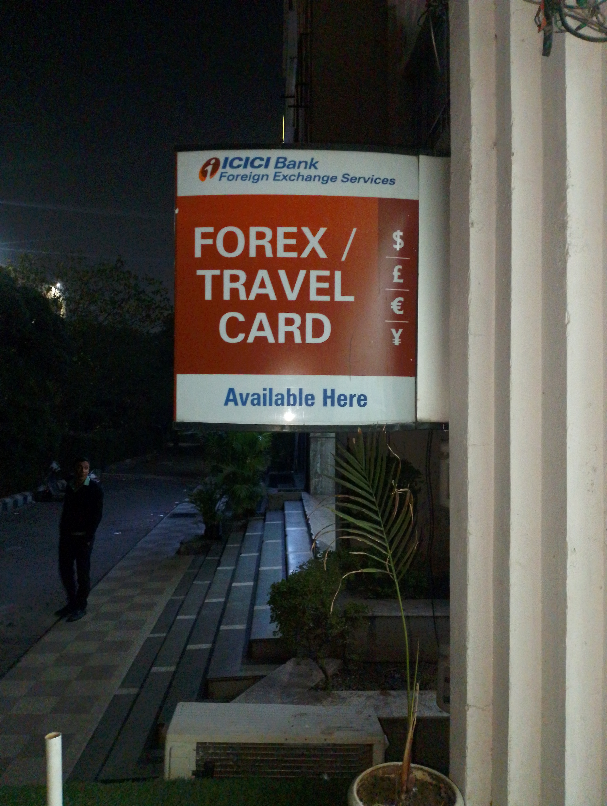 ICICI Bank
Foreign Exchange Services
FOREX /
TRAVEL
CARD
$
£
€
¥
Available Here